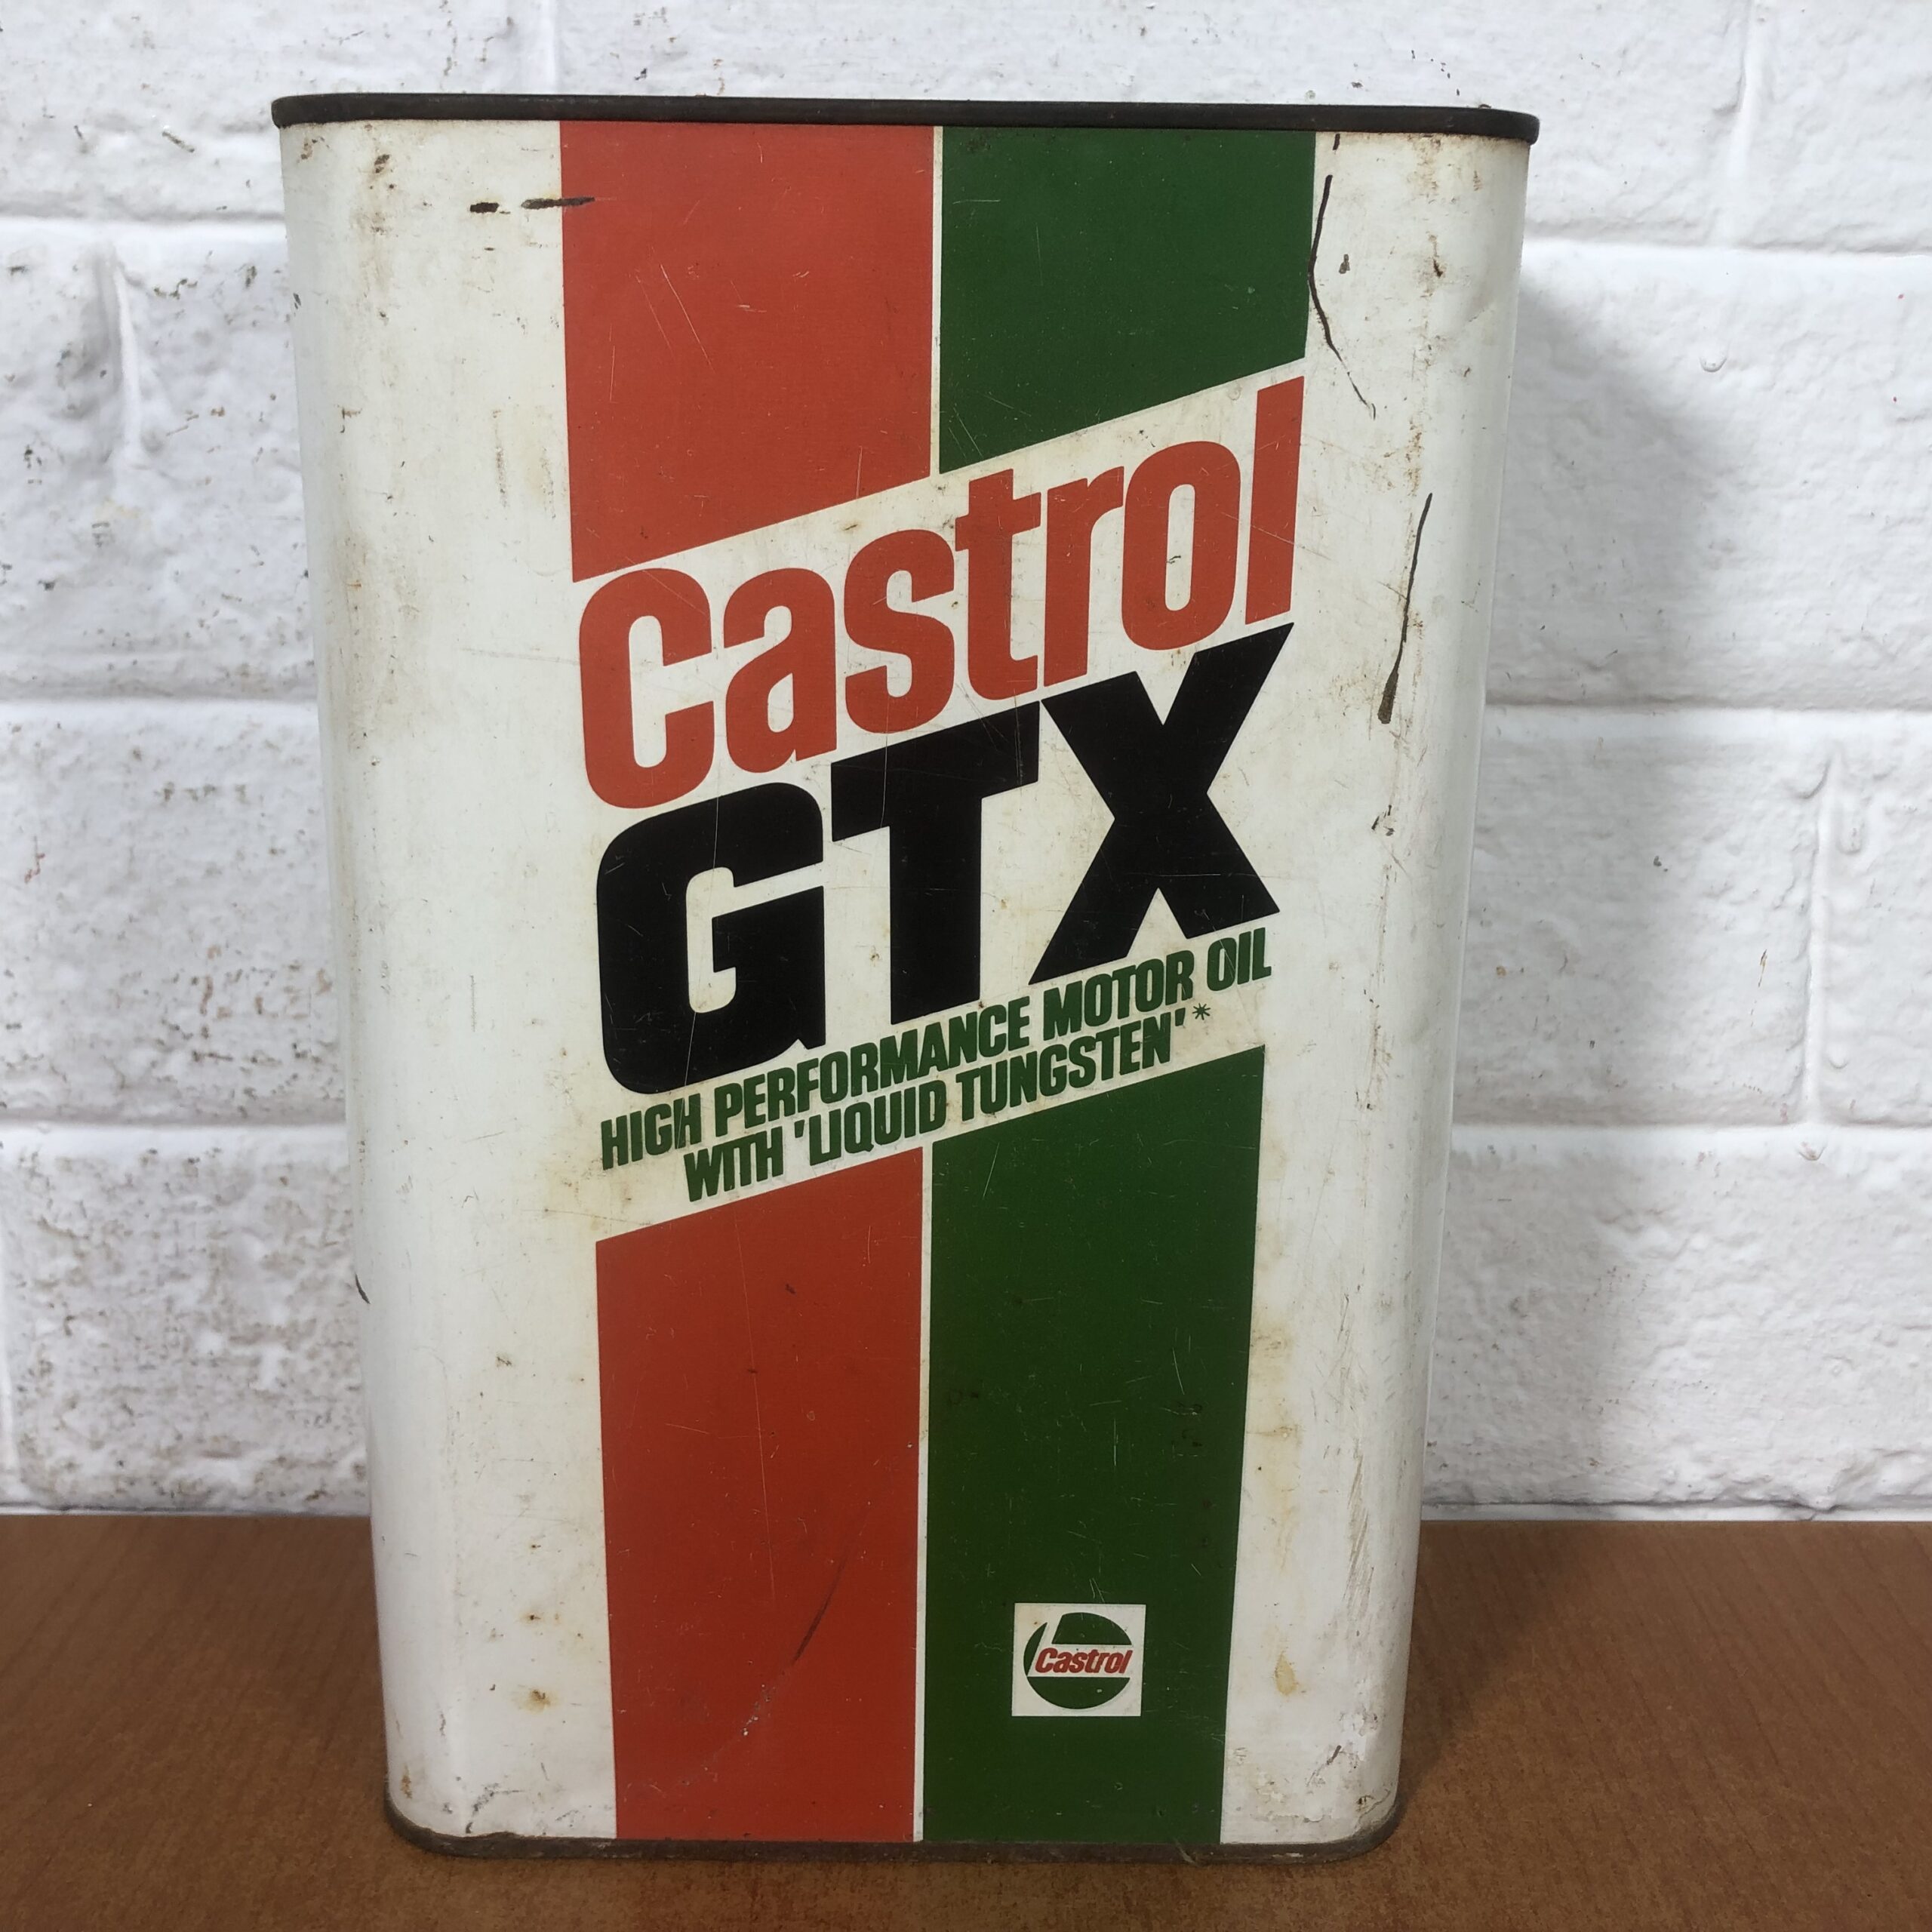 Castrol
GTX
HIGH PERFORMANCE MOTOR OIL
WITH 'LIQUID TUNGSTEN'*
Castrol